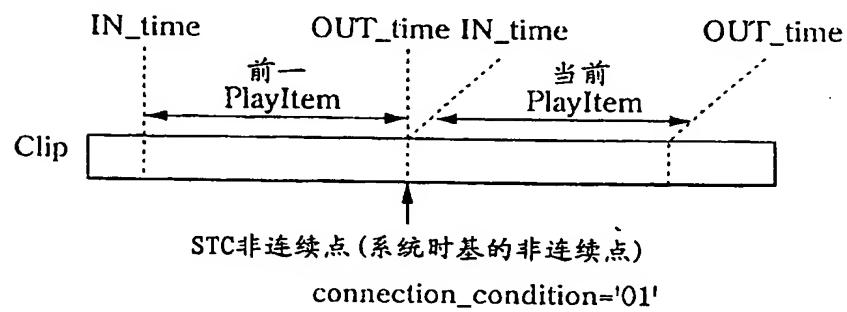 IN_time OUT_time IN_time OUT_time
前一 当前
PlayItem PlayItem
Clip
STC非连续点(系统时基的非连续点)
connection_condition='01'